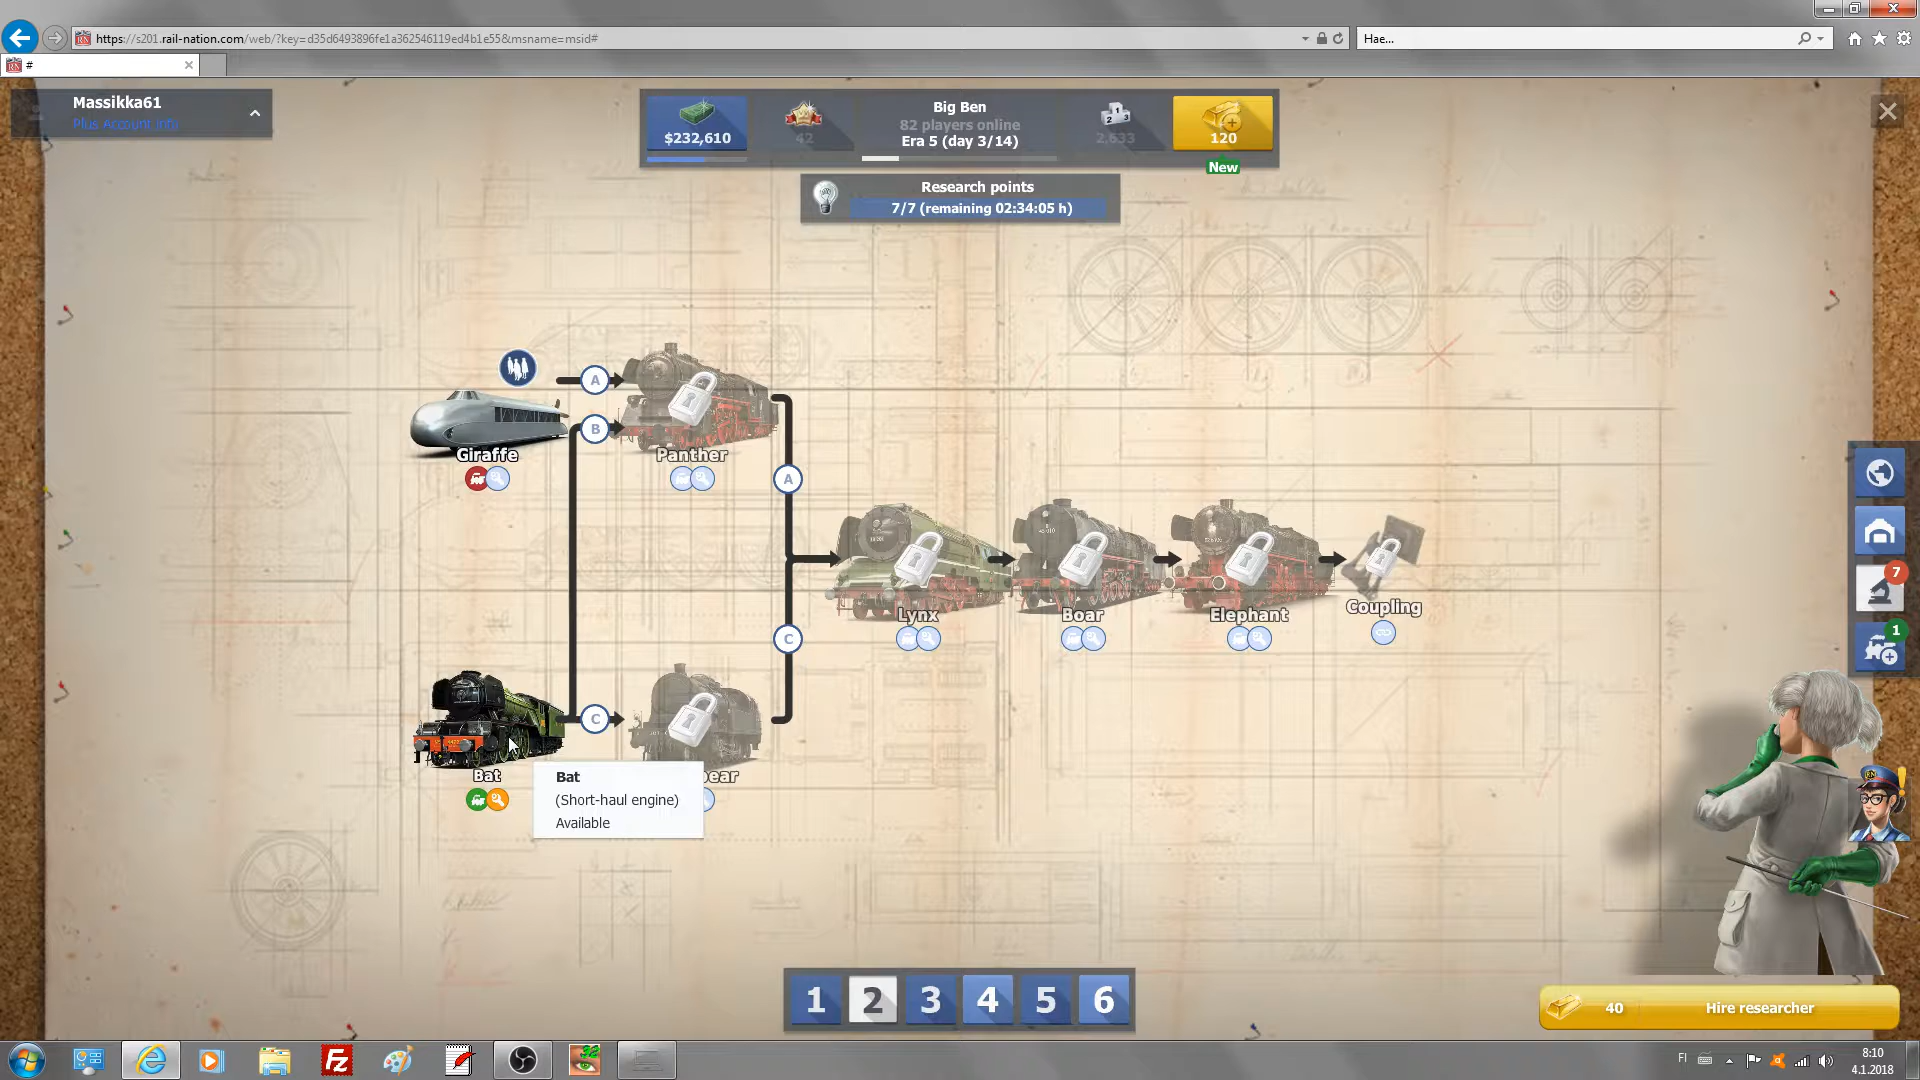 https://s201.rail-nation.com/web/?key=d35d6493896fe1a362546119ed4b1e55&msname=msid#
Hae...
#
Massikka61
Plus Account info
$232,610
42
Big Ben
82 players online
Era 5 (day 3/14)
2,633
120
New
Research points
7/7 (remaining 02:34:05 h)
A
B
Giraffe
Panther
A
7
Lynx
Boar
Elephant
Coupling
1
C
C
Bat
bear
Bat
(Short-haul engine)
Available
RN
1
2
3
4
5
6
40
Hire researcher
FI
8:10
4.1.2018